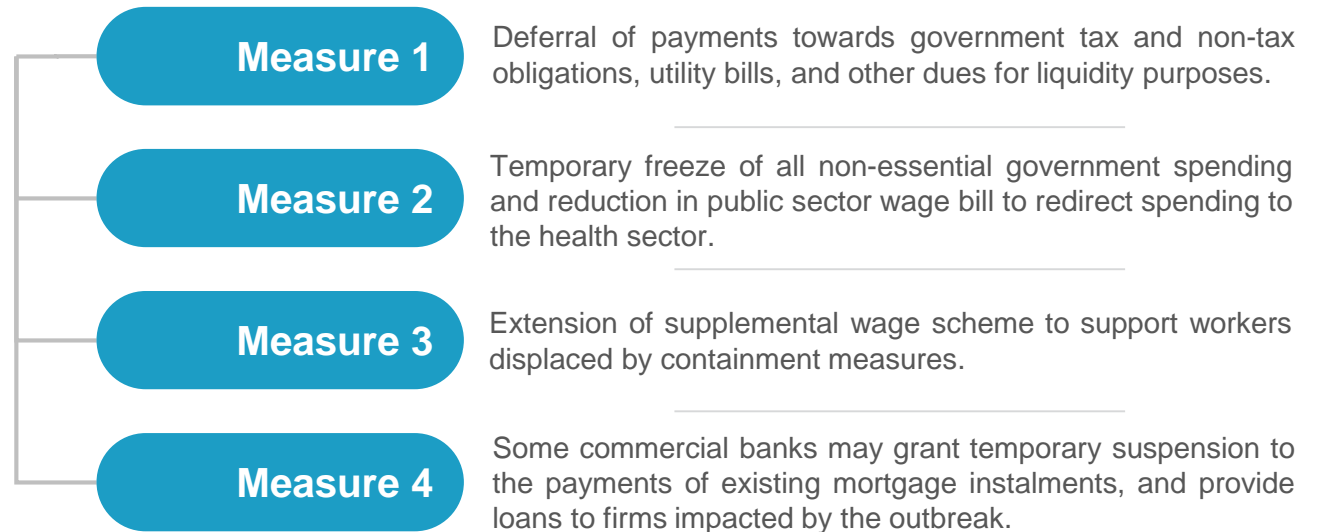 Measure 1
Deferral of payments towards government tax and non-tax
obligations, utility bills, and other dues for liquidity purposes.
Measure 2
Temporary freeze of all non-essential government spending
and reduction in public sector wage bill to redirect spending to
the health sector.
Measure 3
Extension of supplemental wage scheme to support workers
displaced by containment measures.
Measure 4
Some commercial banks may grant temporary suspension to
the payments of existing mortgage instalments, and provide
loans to firms impacted by the outbreak.